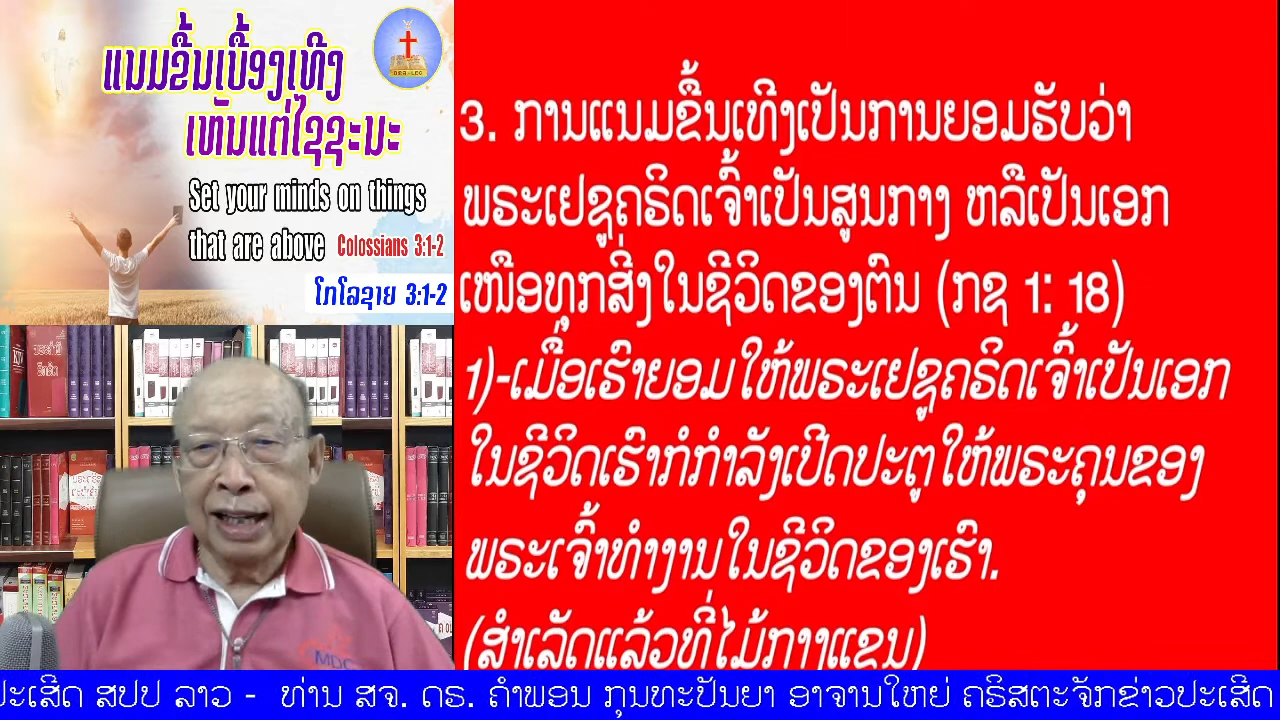 ແນມຂຶ້ນເບື້ອງເທິງ
ເຫັນແຕ່ໄຊຊະນະ
Set your minds on things
that are above Colossians 3:1-2
ໂກໂລຊາຍ 3:1-2
3. ການແນມຂຶ້ນເທີງເປັນການຍອມຮັບວ່າ
ພຣະເຢຊູຄຣິດເຈົ້າເປັນສູນກາງ ຫລືເປັນເອກ
ເໜືອທຸກສິ່ງໃນຊີວິດຂອງຕົນ (ກຊ 1: 18)
1)-ເມື່ອເຮົາຍອມໃຫ້ພຣະເຢຊູຄຣິດເຈົ້າເປັນເອກ
ໃນຊີວິດເຮົາກໍກຳລັງເປີດປະຕູໃຫ້ພຣະຄຸນຂອງ
ພຣະເຈົ້າທຳງານໃນຊີວິດຂອງເຮົາ.
(ສຳເລັດແລ້ວທີ່ໄມ້ກາງແຂນ)
MDC
ປະເສີດ ສປປ ລາວ - ທ່ານ ສຈ. ດຣ. ຄຳພອນ ກຸນທະປັນຍາ ອາຈານໃຫຍ່ ຄຣິສຕະຈັກຂ່າວປະເສີດ